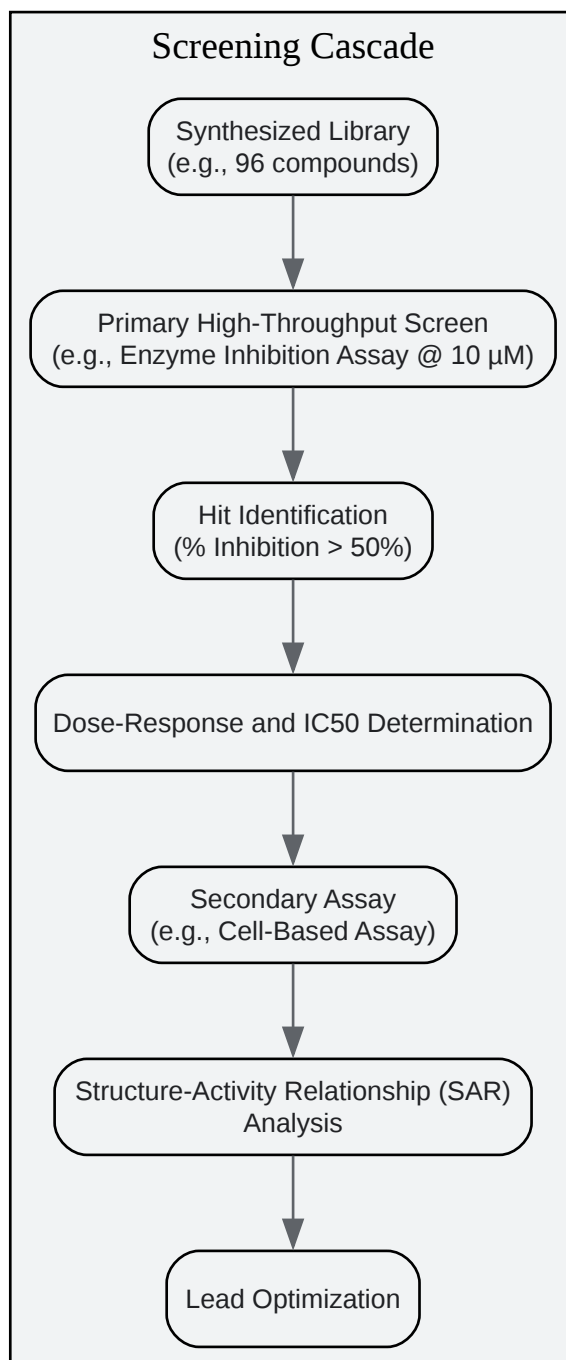 Screening Cascade
Synthesized Library
(e.g., 96 compounds)
Primary High-Throughput Screen
(e.g., Enzyme Inhibition Assay @ 10 µM)
Hit Identification
(% Inhibition > 50%)
Dose-Response and IC50 Determination
Secondary Assay
(e.g., Cell-Based Assay)
Structure-Activity Relationship (SAR)
Analysis
Lead Optimization